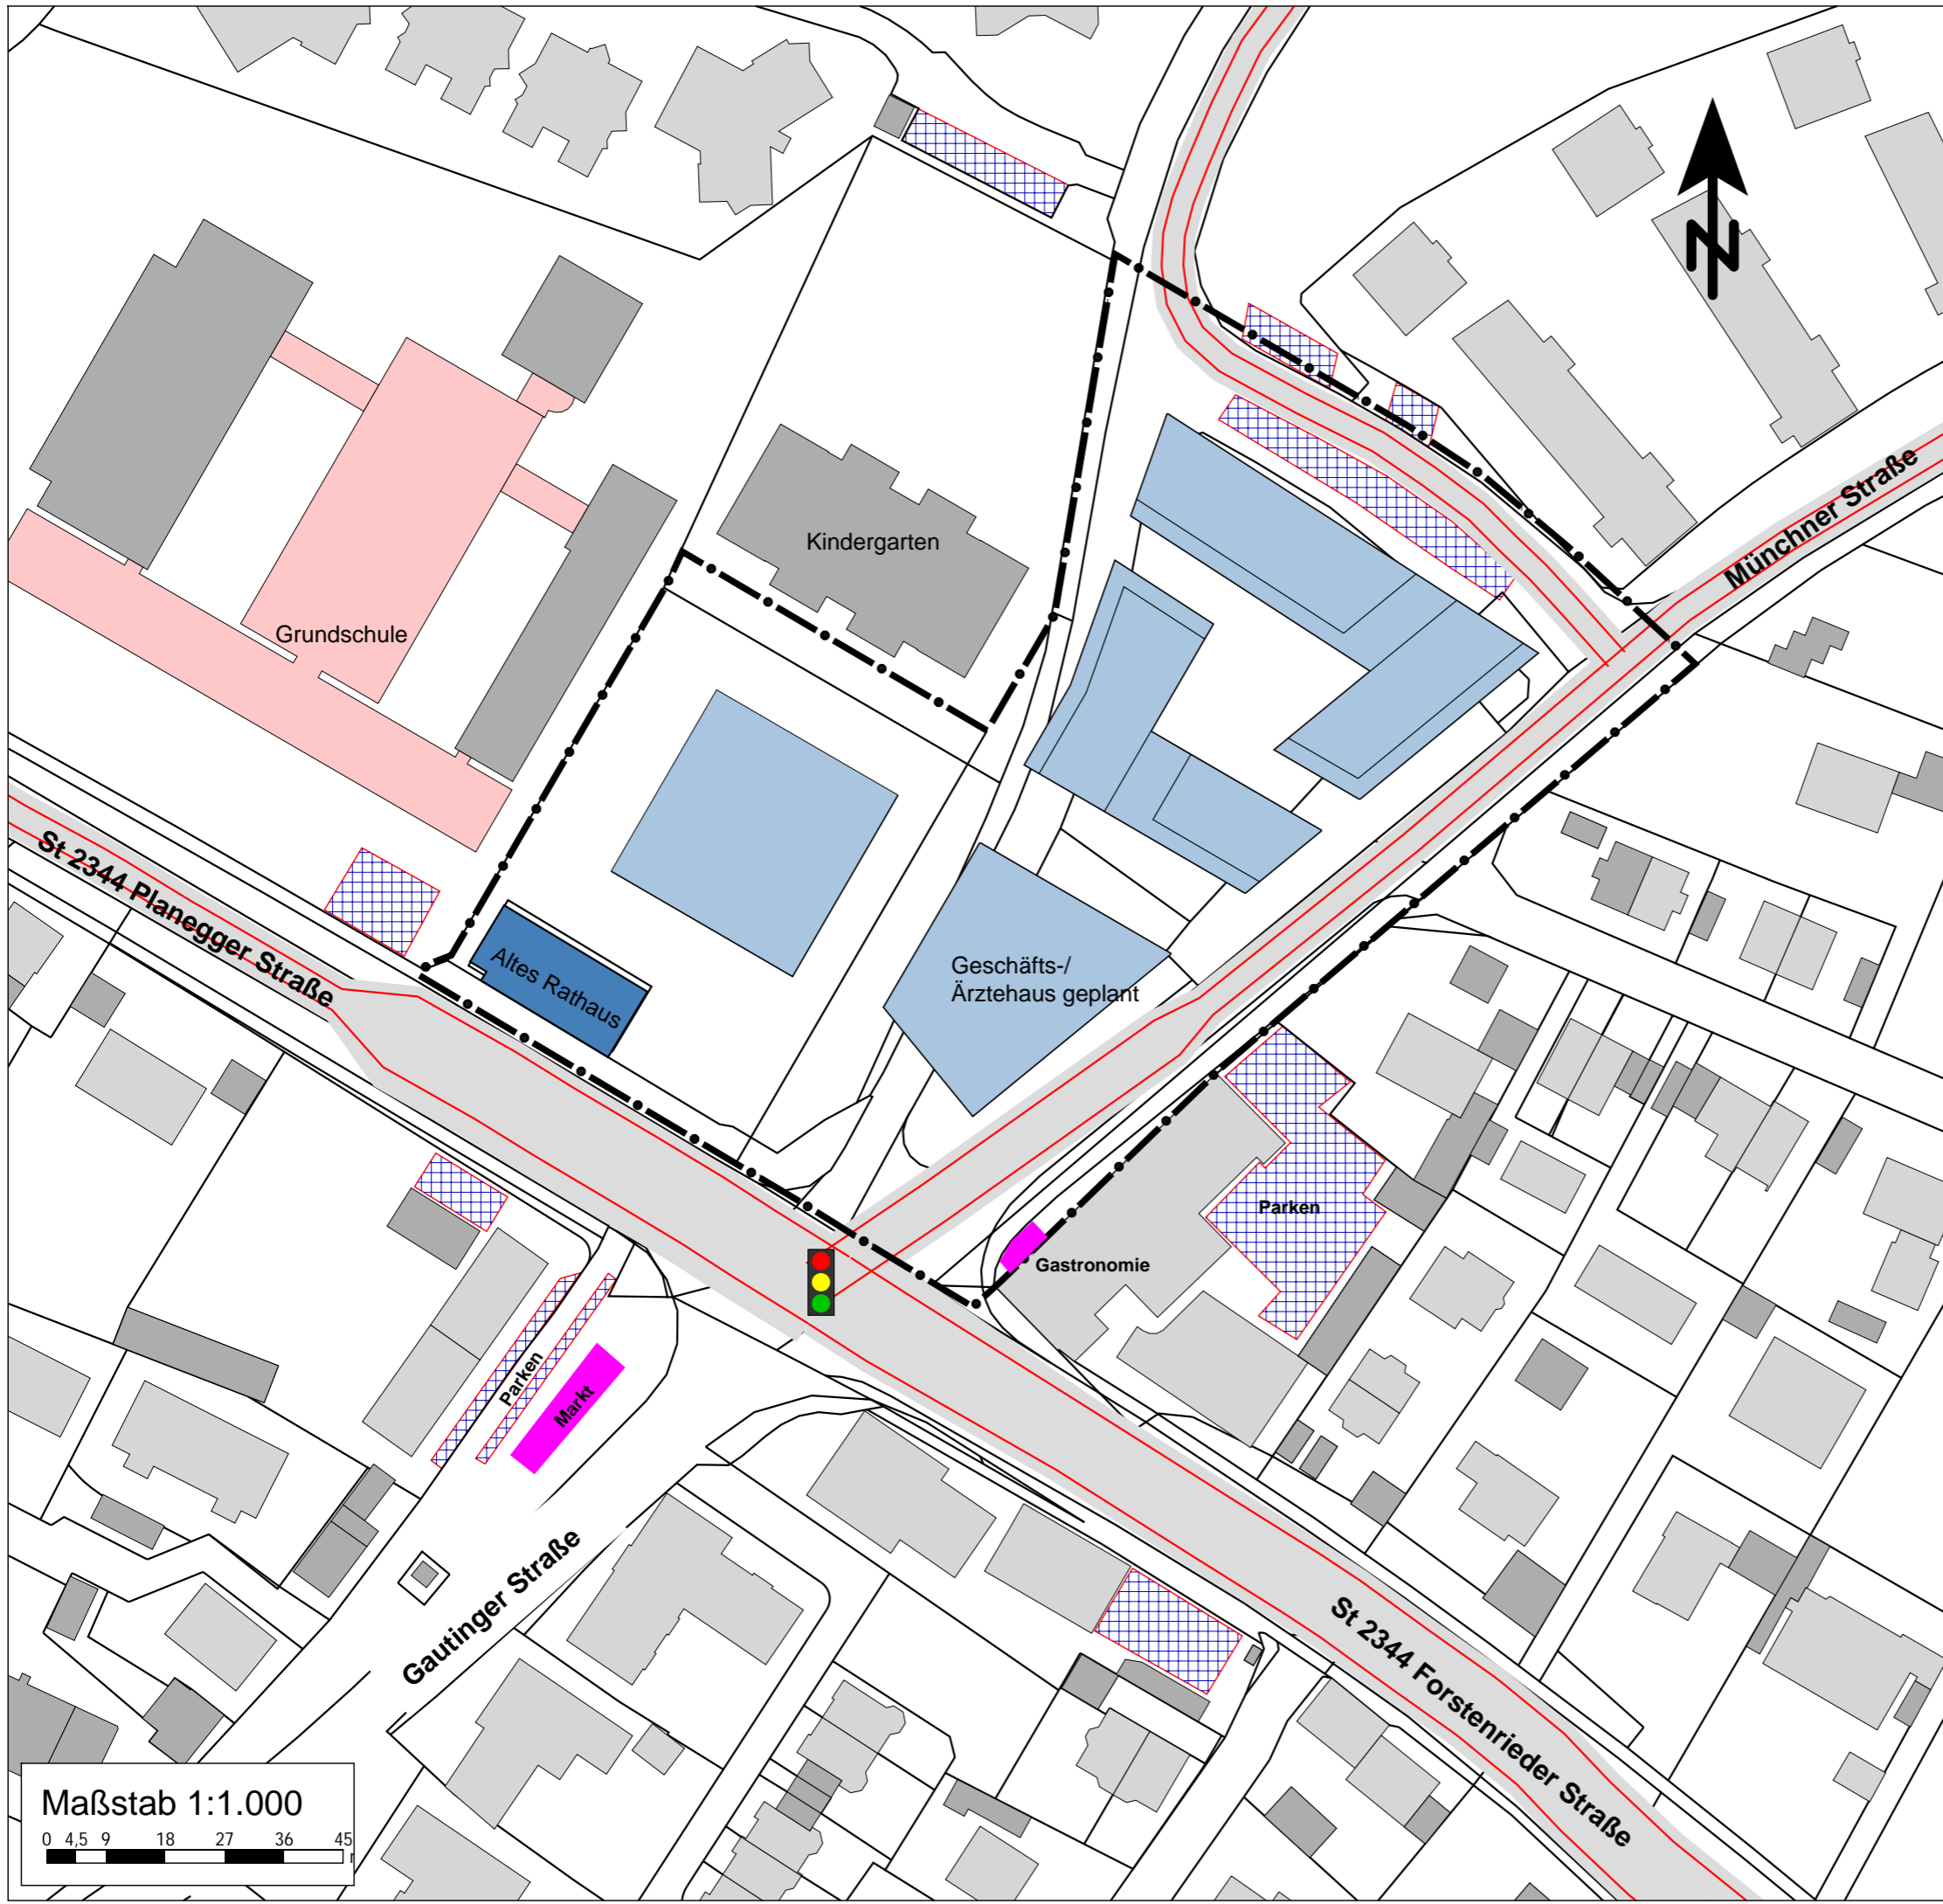 N
Münchner Straße
Kindergarten
Grundschule
St 2344 Planegger Straße
Altes Rathaus
Geschäfts-/
Ärztehaus geplant
Parken
Gastronomie
Parken
Markt
Gautinger Straße
St 2344 Forstenrieder Straße
Maßstab 1:1.000
0 4,5 9 18 27 36 45